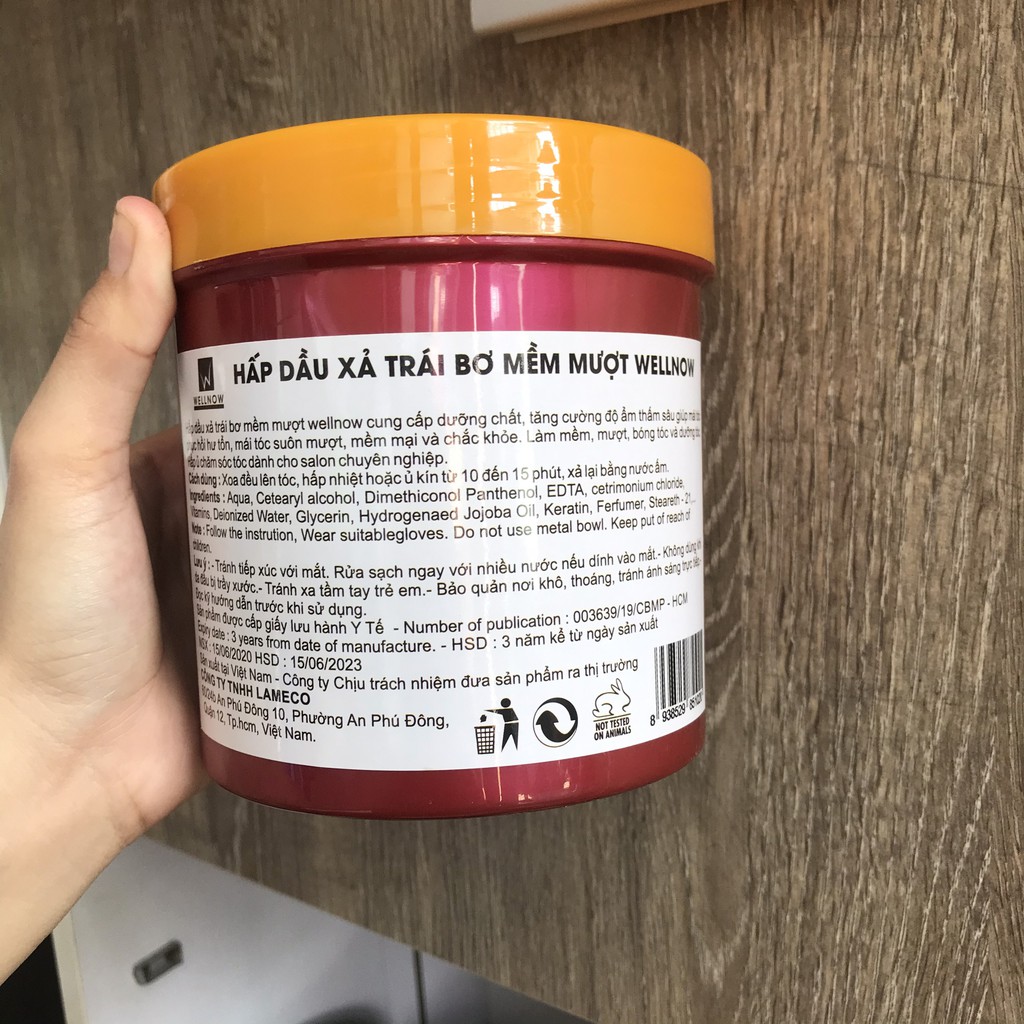 W
WELLNOW
HẤP DẦU XẢ TRÁI BƠ MỀM MƯỢT WELLNOW
dầu xả trái bơ mềm mượt wellnow cung cấp dưỡng chất, tăng cường độ ẩm thẩm sâu giúp
hồi hư tổn, mái tóc suôn mượt, mềm mại và chắc khỏe. Làm mềm, mượt, bóng tóc và dưỡng
ủ chăm sóc tóc dành cho salon chuyên nghiệp.
Cách dùng : Xoa đều lên tóc, hấp nhiệt hoặc ủ kín từ 10 đến 15 phút, xả lại bằng nước ấm.
Ingredients : Aqua, Cetearyl alcohol, Dimethiconol Panthenol, EDTA, cetrimonium chloride,
Vitamins, Deionized Water, Glycerin, Hydrogenaed Jojoba Oil, Keratin, Ferfumer, Steareth - 21,...
Note : Follow the instrution, Wear suitablegloves. Do not use metal bowl. Keep put of reach of
children.
Lưu ý : - Tránh tiếp xúc với mắt. Rửa sạch ngay với nhiều nước nếu dính vào mắt.- Không dùng
da đầu bị trầy xước.- Tránh xa tầm tay trẻ em.- Bảo quản nơi khô, thoáng, tránh ánh sáng trực tiếp.-
Đọc kỹ hướng dẫn trước khi sử dụng.
Sản phẩm được cấp giấy lưu hành Y Tế - Number of publication : 003639/19/CBMP - HCM
Expiry date : 3 years from date of manufacture. - HSD : 3 năm kể từ ngày sản xuất
NSX : 15/06/2020 HSD : 15/06/2023
Sản xuất tại Việt Nam - Công ty Chịu trách nhiệm đưa sản phẩm ra thị trường
CÔNG TY TNHH LAMECO
An Phú Đông 10, Phường An Phú Đông,
Quận 12, Tp.hcm, Việt Nam.
NOT TESTED
ON ANIMALS
8 938529